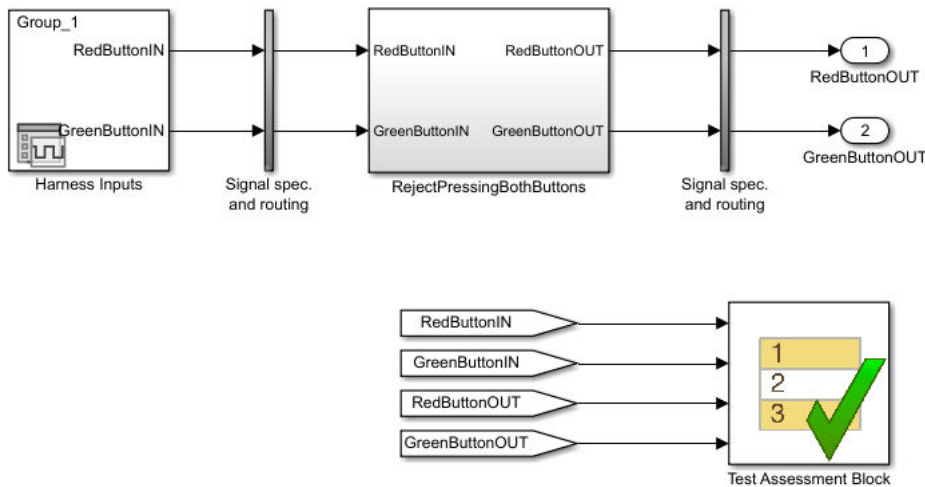 Group_1
RedButtonIN
GreenButtonIN
Harness Inputs
Signal spec.
and routing
RedButtonIN
RedButtonOUT
GreenButtonIN
GreenButtonOUT
RejectPressingBothButtons
Signal spec.
and routing
1
RedButtonOUT
2
GreenButtonOUT
RedButtonIN
GreenButtonIN
RedButtonOUT
GreenButtonOUT
1
2
3
Test Assessment Block